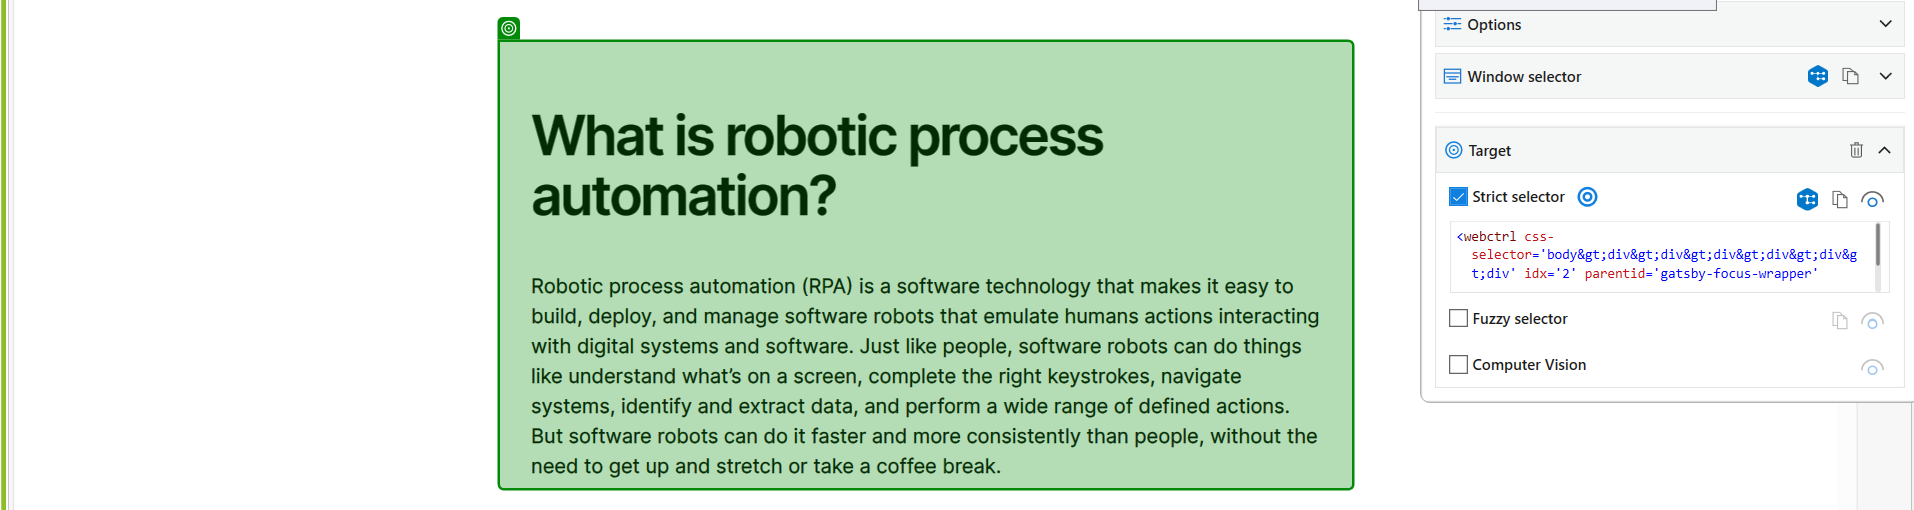 What is robotic process
automation?
Robotic process automation (RPA) is a software technology that makes it easy to
build, deploy, and manage software robots that emulate humans actions interacting
with digital systems and software. Just like people, software robots can do things
like understand what’s on a screen, complete the right keystrokes, navigate
systems, identify and extract data, and perform a wide range of defined actions.
But software robots can do it faster and more consistently than people, without the
need to get up and stretch or take a coffee break.
Options
Window selector
Target
Strict selector
<webctrl css-
selector='body&gt;div&gt;div&gt;div&gt;div&gt;div&g
t;div' idx='2' parentid='gatsby-focus-wrapper'
Fuzzy selector
Computer Vision